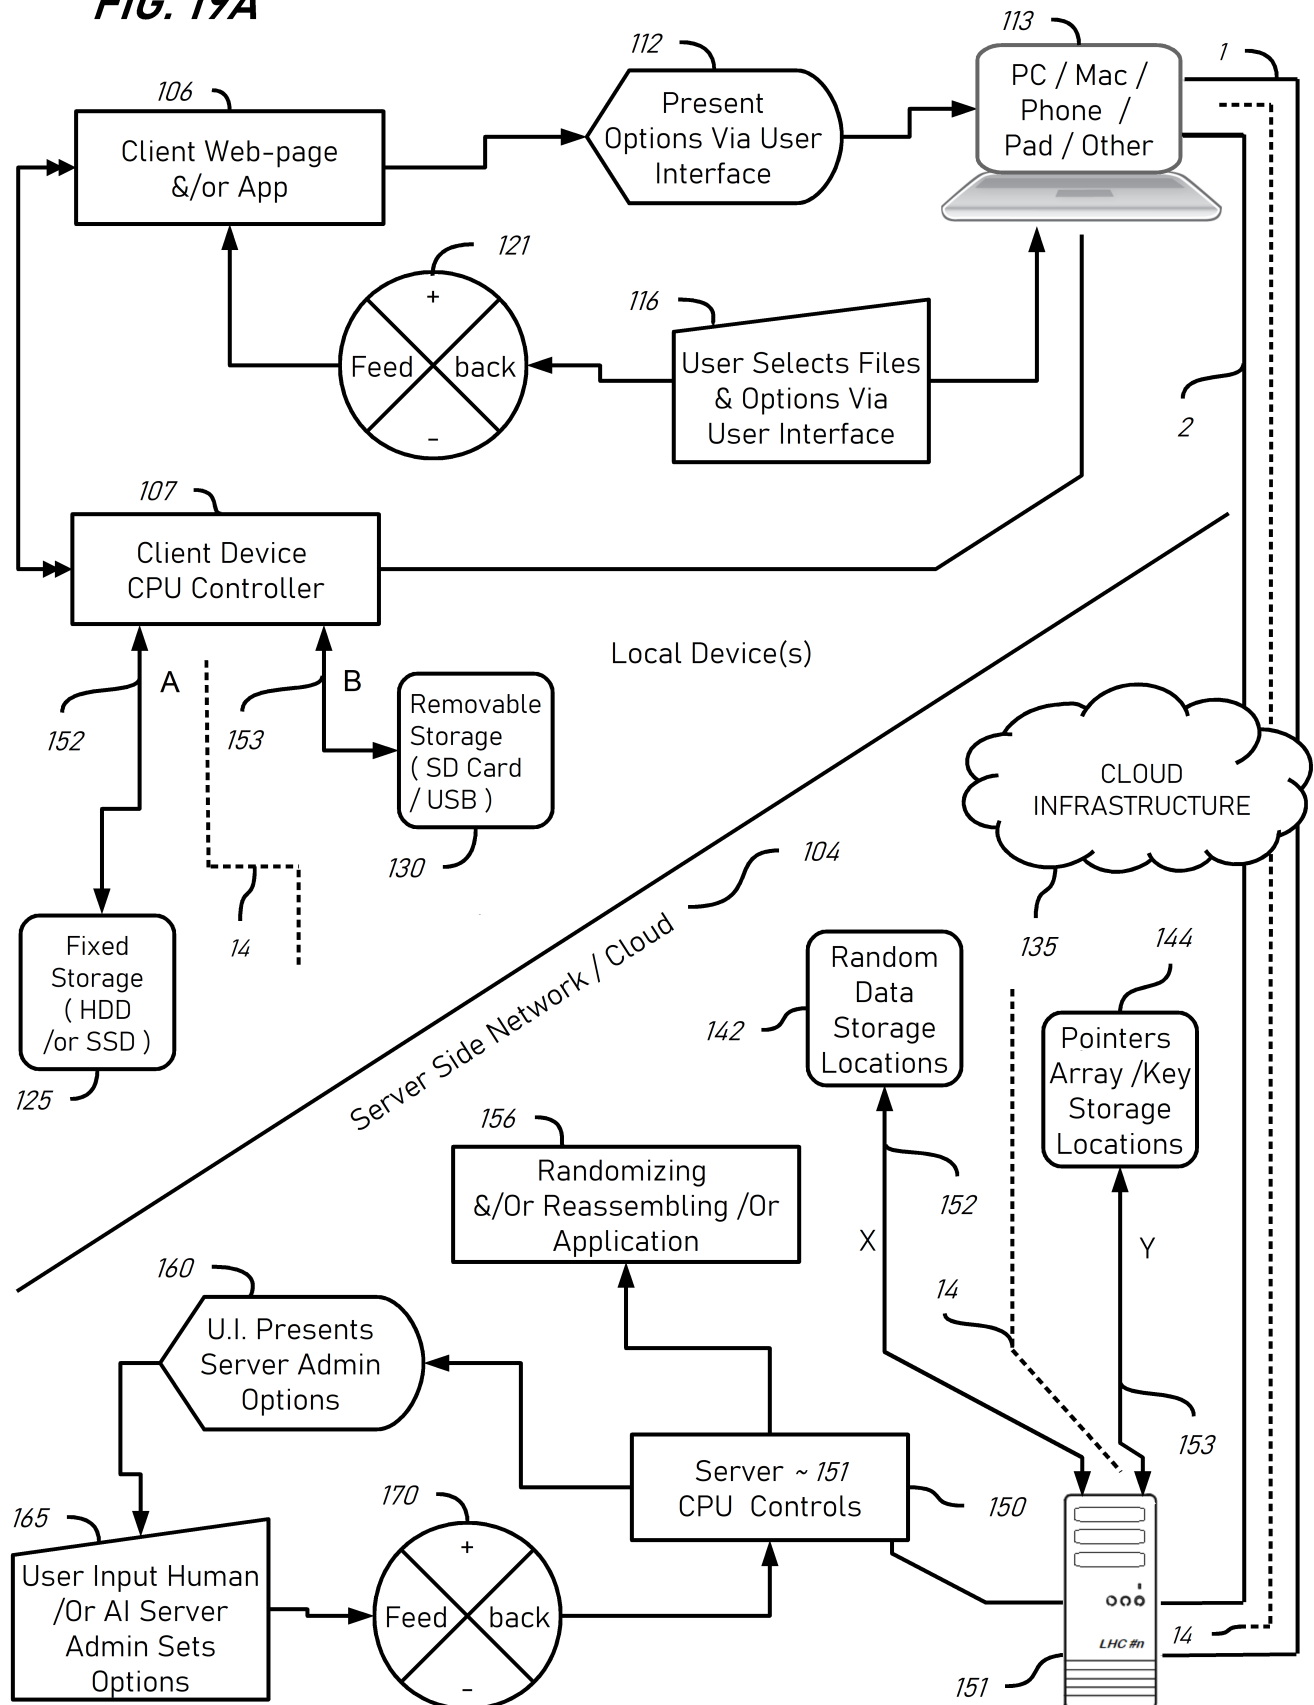 FIG. 19A
113
112
1
106
PC / Mac /
Phone /
Pad / Other
Present
Options Via User
Interface
Client Web-page
&/or App
121
+
Feed
back
-
116
User Selects Files
& Options Via
User Interface
2
107
Client Device
CPU Controller
Local Device(s)
A
B
152
153
Removable
Storage
( SD Card
/ USB )
130
14
CLOUD
INFRASTRUCTURE
135
104
Server Side Network / Cloud
Fixed
Storage
( HDD
/or SSD )
125
Random
Data
Storage
Locations
142
144
Pointers
Array /Key
Storage
Locations
156
Randomizing
&/Or Reassembling /Or
Application
152
X
Y
14
153
160
U.I. Presents
Server Admin
Options
Server ~ 151
CPU Controls
150
165
User Input Human
/Or AI Server
Admin Sets
Options
170
+
Feed
back
-
LHC #n
14
151